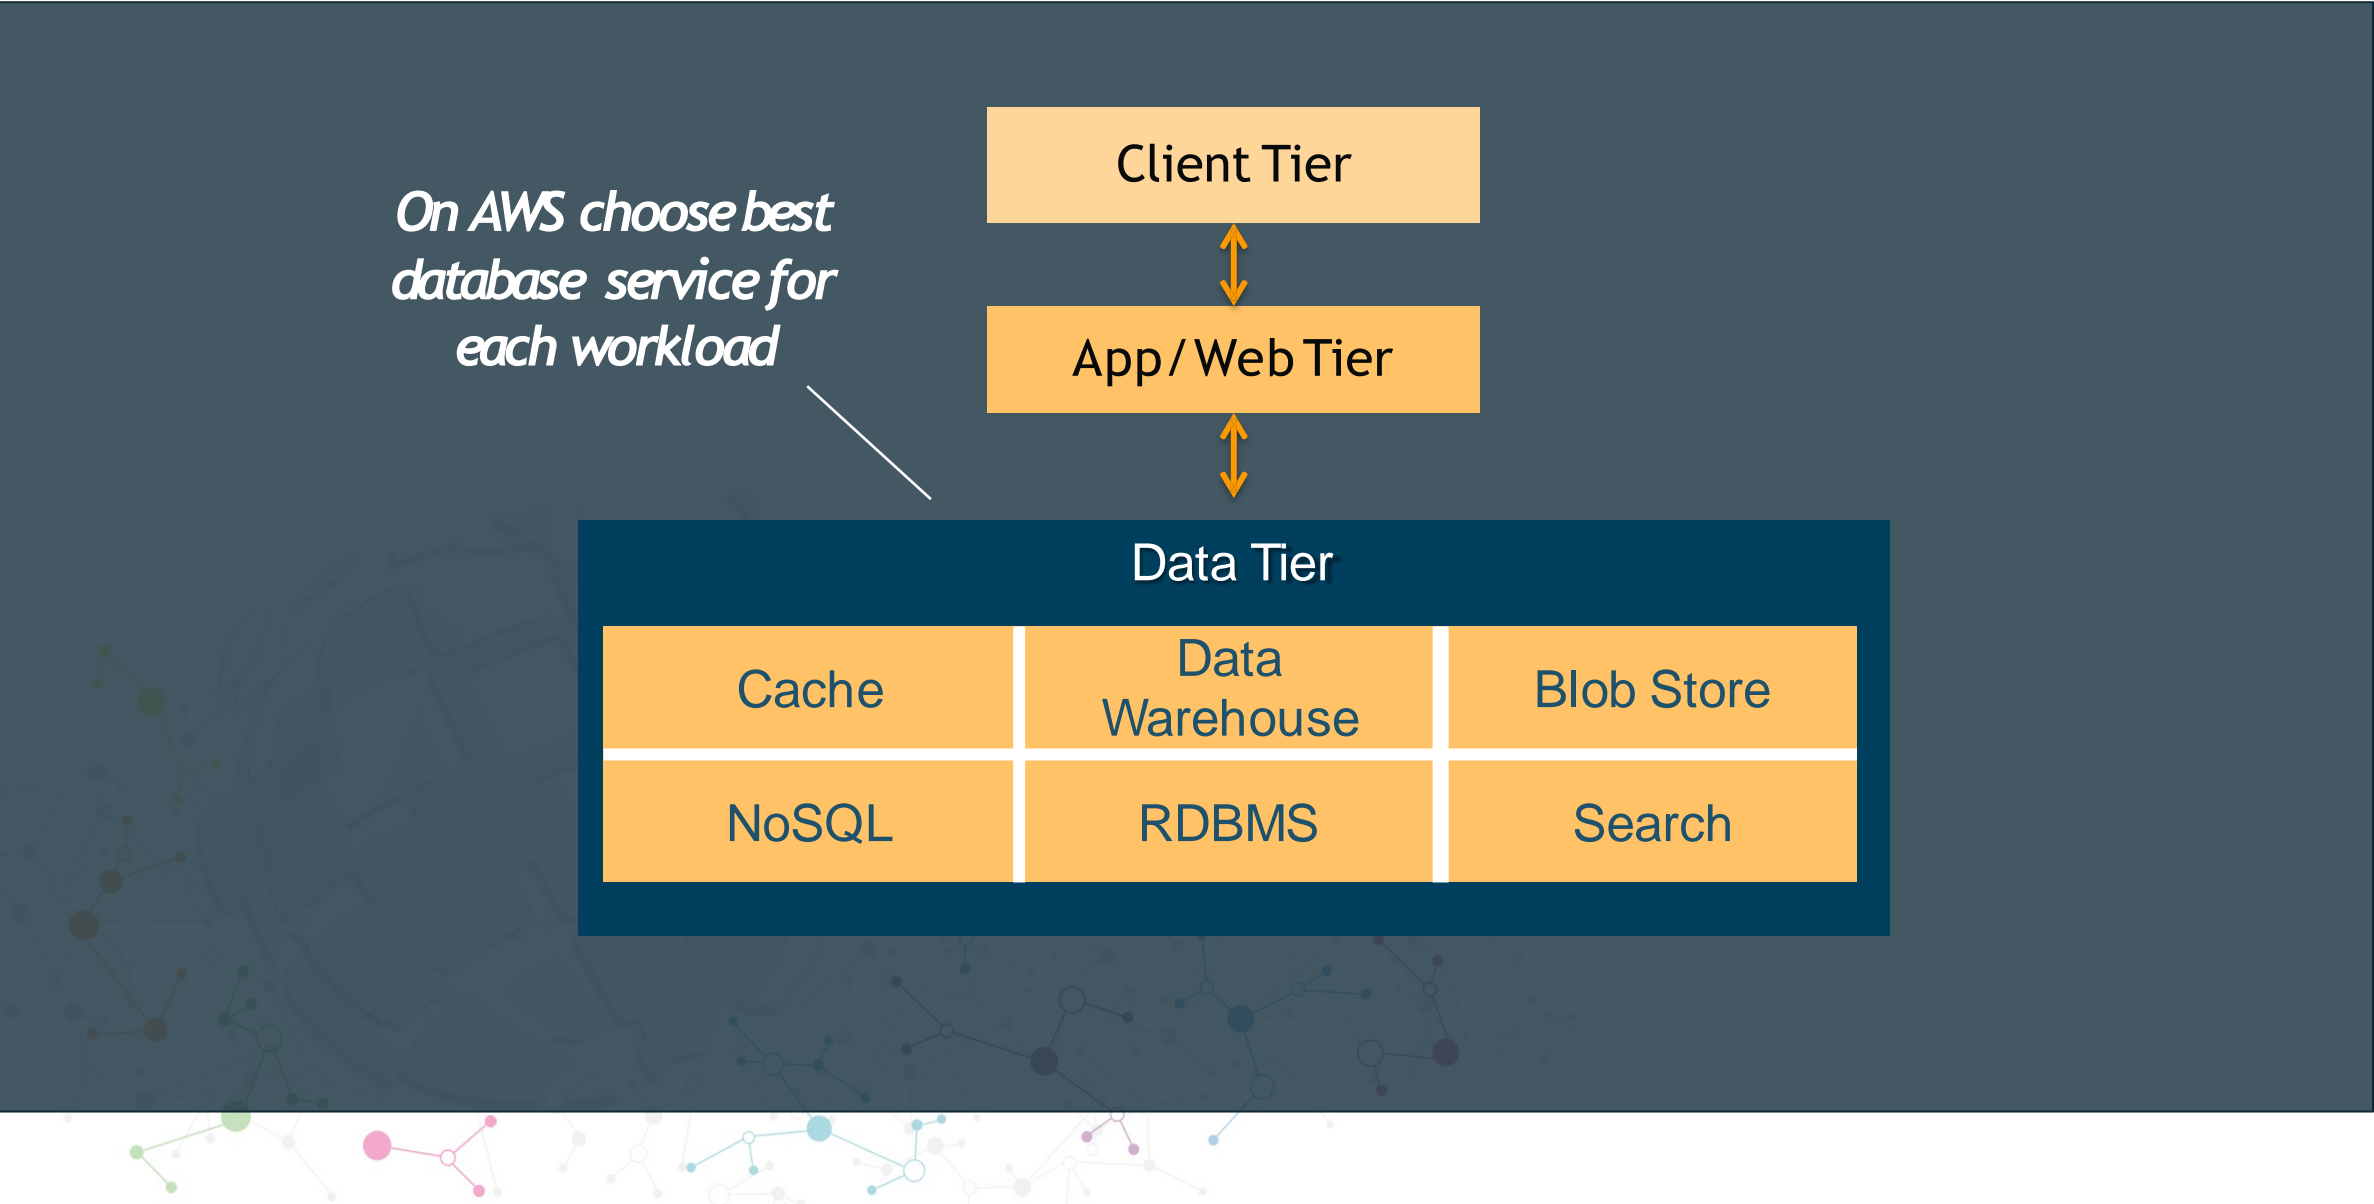 Client Tier
On AWS choose best
database service for
each workload
App/Web Tier
Data Tier
Cache
Data
Warehouse
Blob Store
NoSQL
RDBMS
Search